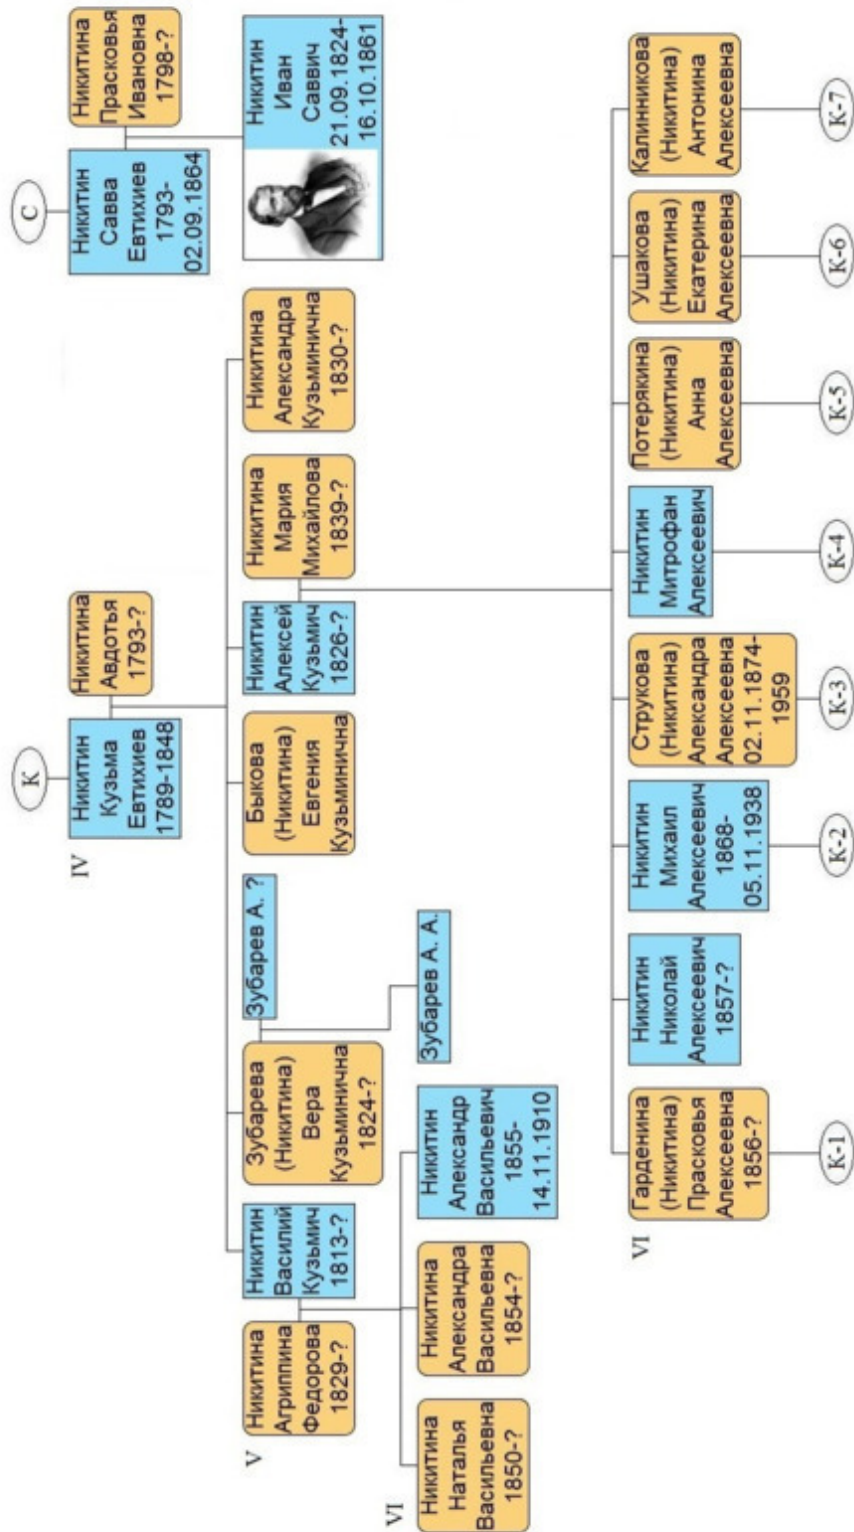 К
С
IV
Никитин
Кузьма
Евтихиев
1789-1848
Никитина
Авдотья
1793-?
Никитин
Савва
Евтихиев
1793-
02.09.1864
Никитина
Прасковья
Ивановна
1798-?
V
Никитина
Агриппина
Федорова
1829-?
Никитин
Василий
Кузьмич
1813-?
Зубарева
(Никитина)
Вера
Кузьминична
1824-?
Зубарев А. ?
Быкова
(Никитина)
Евгения
Кузьминична
Никитин
Алексей
Кузьмич
1826-?
Никитина
Мария
Михайлова
1839-?
Никитина
Александра
Кузьминична
1830-?
Никитин
Иван
Саввич
21.09.1824-
16.10.1861
VI
Никитина
Наталья
Васильевна
1850-?
Никитина
Александра
Васильевна
1854-?
Никитин
Александр
Васильевич
1855-
14.11.1910
Зубарев А. А.
VI
Гарденина
(Никитина)
Прасковья
Алексеевна
1856-?
Никитин
Николай
Алексеевич
1857-?
Никитин
Михаил
Алексеевич
1868-
05.11.1938
Струкова
(Никитина)
Александра
Алексеевна
02.11.1874-
1959
Никитин
Митрофан
Алексеевич
Потерякина
(Никитина)
Анна
Алексеевна
Ушакова
(Никитина)
Екатерина
Алексеевна
Калинникова
(Никитина)
Антонина
Алексеевна
К-1
К-2
К-3
К-4
К-5
К-6
К-7